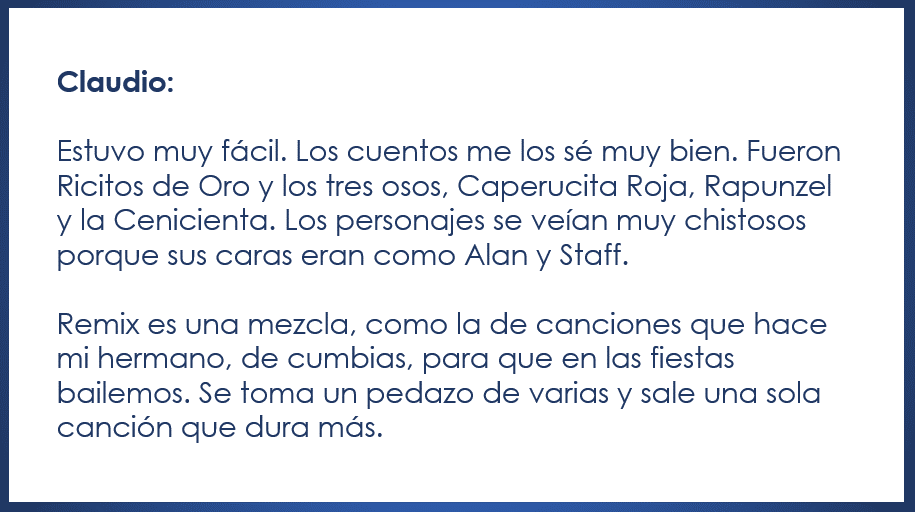 Claudio:
Estuvo muy fácil. Los cuentos me los sé muy bien. Fueron
Ricitos de Oro y los tres osos, Caperucita Roja, Rapunzel
y la Cenicienta. Los personajes se veían muy chistosos
porque sus caras eran como Alan y Staff.
Remix es una mezcla, como la de canciones que hace
mi hermano, de cumbias, para que en las fiestas
bailemos. Se toma un pedazo de varias y sale una sola
canción que dura más.